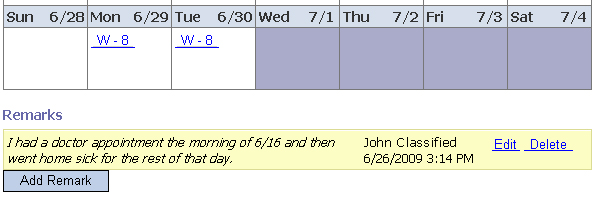 Sun 6/28 Mon 6/29 Tue 6/30 Wed 7/1 Thu 7/2 Fri 7/3 Sat 7/4
W - 8 W - 8
Remarks
I had a doctor appointment the morning of 6/16 and then John Classified Edit Delete
went home sick for the rest of that day. 6/26/2009 3:14 PM
Add Remark